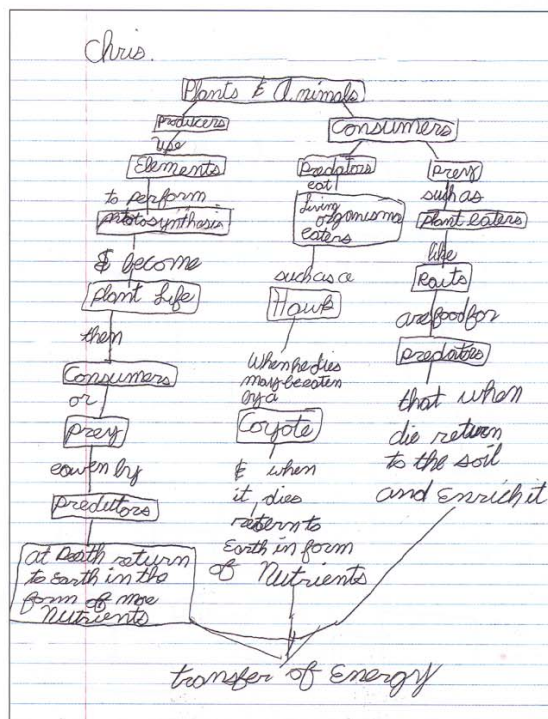 Chris.
Plants & Animals
Producers
use
Elements
to perform
photosynthesis
& become
Plant Life
then
Consumers
or
Prey
eaven by
Predutors
at Death return
to Earth in the
form of more
Nutrients
Consumers
Predators
eat
living
organisms
eaters
such as a
Hawk
When he dies
may be eaten
by a
Coyote
& when
it dies
return to
Earth in form
of Nutrients
Prey
such as
Plant eaters
like
are food for
predators
that when
die return
to the soil
and Enrich it
transfer of Energy